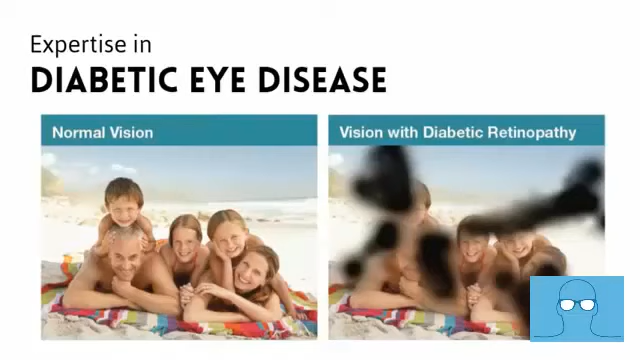 Expertise in
DIABETIC EYE DISEASE
Normal Vision
Vision with Diabetic Retinopathy